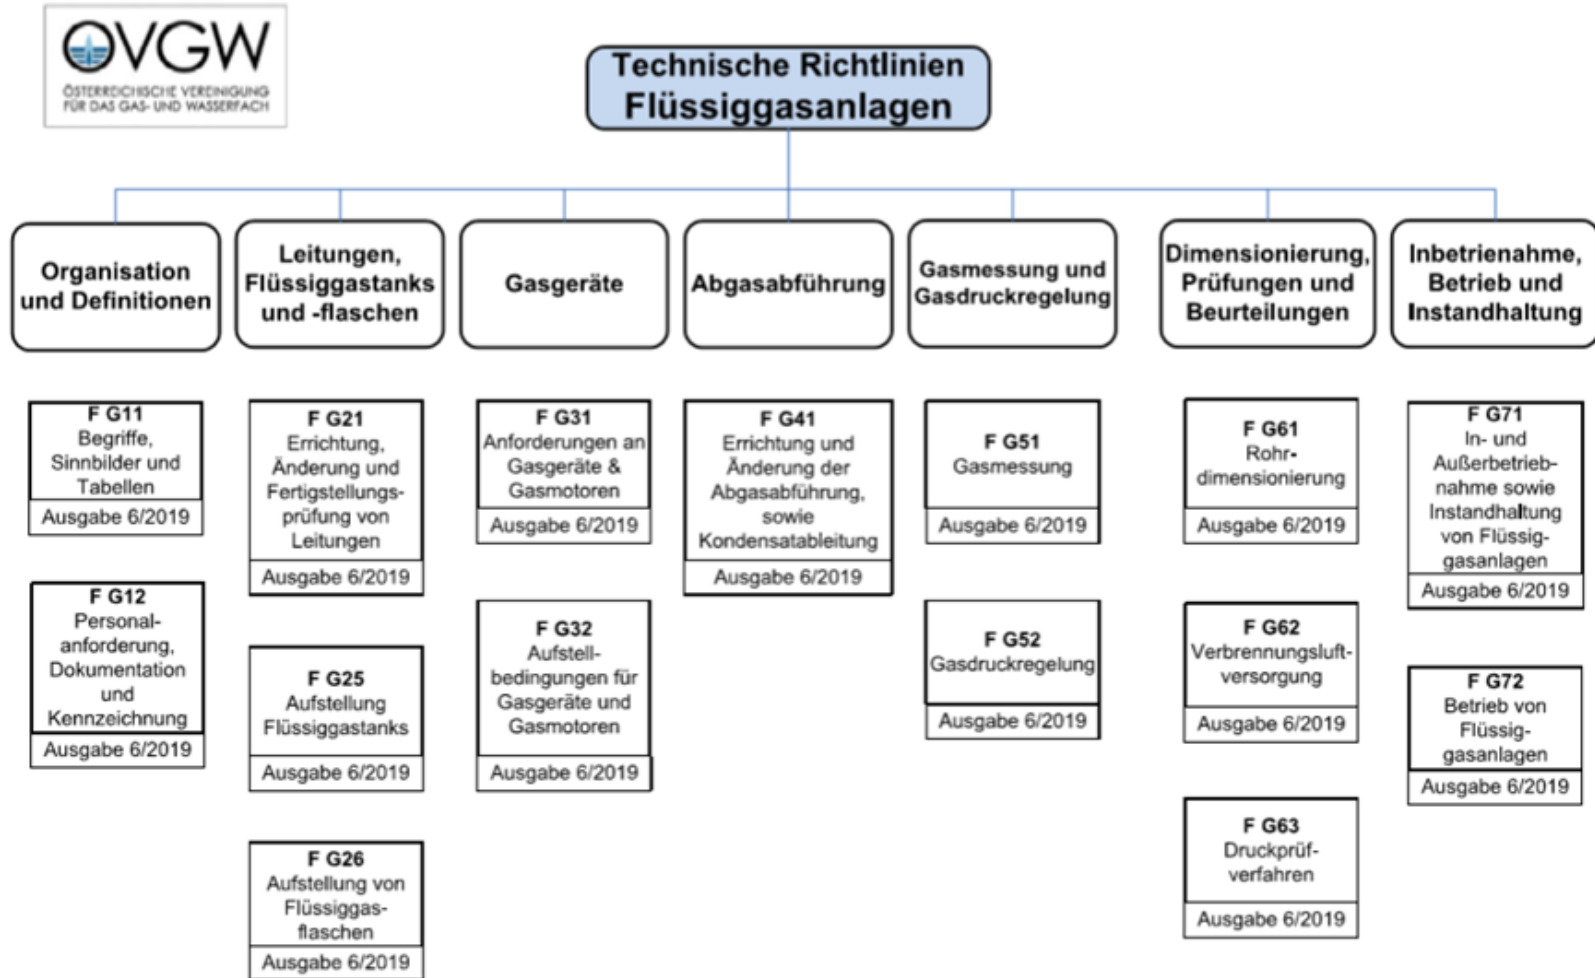 OVGW
ÖSTERREICHISCHE VEREINIGUNG
FÜR DAS GAS- UND WASSERFACH
Technische Richtlinien
Flüssiggasanlagen
Organisation
und Definitionen
Leitungen,
Flüssiggastanks
und -flaschen
Gasgeräte
Abgasabführung
Gasmessung und
Gasdruckregelung
Dimensionierung,
Prüfungen und
Beurteilungen
Inbetrienahme,
Betrieb und
Instandhaltung
F G11
Begriffe,
Sinnbilder und
Tabellen
Ausgabe 6/2019
F G12
Personal-
anforderung,
Dokumentation
und
Kennzeichnung
Ausgabe 6/2019
F G21
Errichtung,
Änderung und
Fertigstellungs-
prüfung von
Leitungen
Ausgabe 6/2019
F G25
Aufstellung
Flüssiggastanks
Ausgabe 6/2019
F G26
Aufstellung von
Flüssiggas-
flaschen
Ausgabe 6/2019
F G31
Anforderungen an
Gasgeräte &
Gasmotoren
Ausgabe 6/2019
F G32
Aufstell-
bedingungen für
Gasgeräte und
Gasmotoren
Ausgabe 6/2019
F G41
Errichtung und
Änderung der
Abgasabführung,
sowie
Kondensatableitung
Ausgabe 6/2019
F G51
Gasmessung
Ausgabe 6/2019
F G52
Gasdruckregelung
Ausgabe 6/2019
F G61
Rohr-
dimensionierung
Ausgabe 6/2019
F G62
Verbrennungsluft-
versorgung
Ausgabe 6/2019
F G63
Druckprüf-
verfahren
Ausgabe 6/2019
F G71
In- und
Außerbetrieb-
nahme sowie
Instandhaltung
von Flüssig-
gasanlagen
Ausgabe 6/2019
F G72
Betrieb von
Flüssig-
gasanlagen
Ausgabe 6/2019